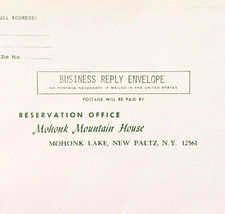 ULL ADDRESS)
ZIP No.
BUSINESS REPLY ENVELOPE
NO POSTAGE NECESSARY IF MAILED IN THE UNITED STATES
POSTAGE WILL BE PAID BY
RESERVATION OFFICE
Mohonk Mountain House
MOHONK LAKE, NEW PALTZ, N.Y. 12561